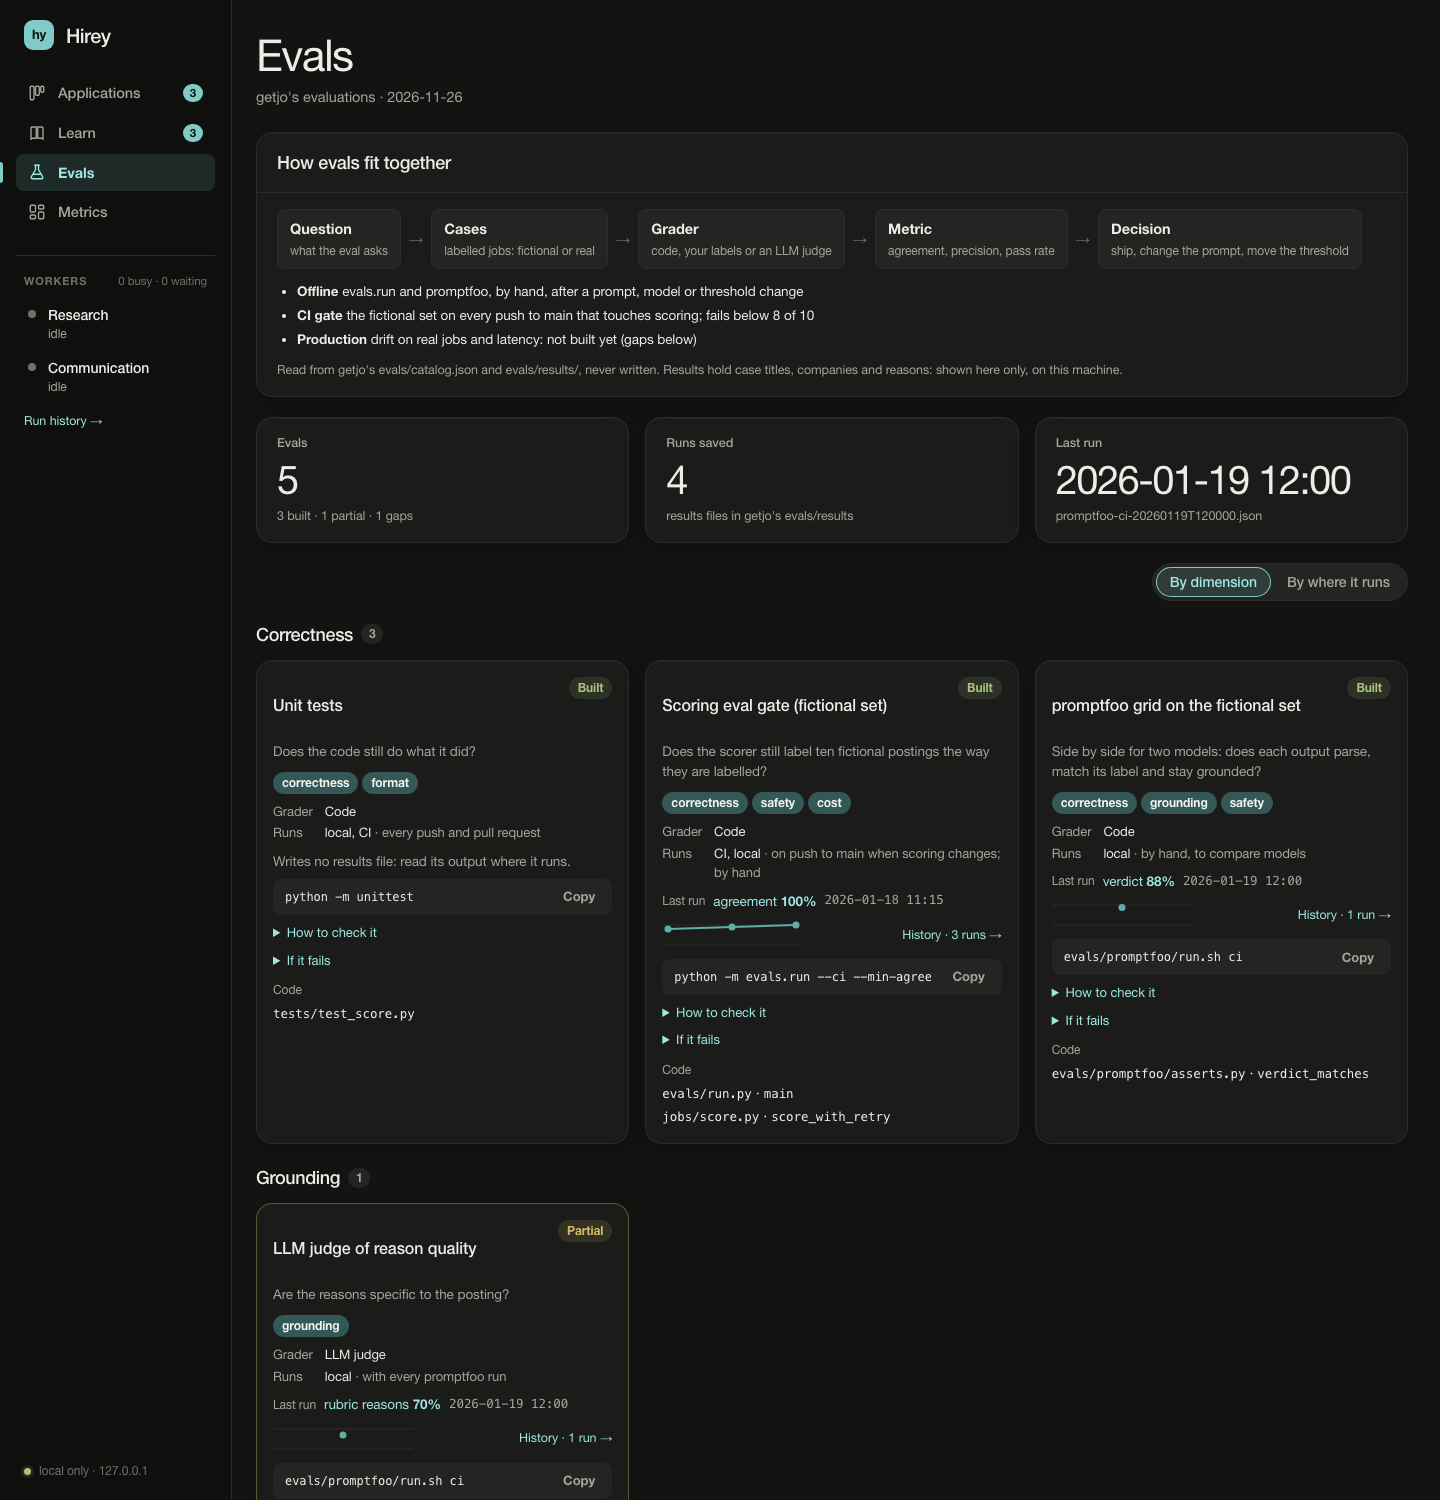 hy
Hirey
Applications 3
Learn 3
Evals
Metrics
WORKERS 0 busy · 0 waiting
Research
idle
Communication
idle
Run history →
local only · 127.0.0.1
Evals
getjo's evaluations · 2026-11-26
How evals fit together
Question
what the eval asks
→
Cases
labelled jobs: fictional or real
→
Grader
code, your labels or an LLM judge
→
Metric
agreement, precision, pass rate
→
Decision
ship, change the prompt, move the threshold
• Offline evals.run and promptfoo, by hand, after a prompt, model or threshold change
• CI gate the fictional set on every push to main that touches scoring; fails below 8 of 10
• Production drift on real jobs and latency: not built yet (gaps below)
Read from getjo's evals/catalog.json and evals/results/, never written. Results hold case titles, companies and reasons: shown here only, on this machine.
Evals
5
3 built · 1 partial · 1 gaps
Runs saved
4
results files in getjo's evals/results
Last run
2026-01-19 12:00
promptfoo-ci-20260119T120000.json
By dimension
By where it runs
Correctness 3
Built
Unit tests
Does the code still do what it did?
correctness format
Grader Code
Runs local, CI · every push and pull request
Writes no results file: read its output where it runs.
python -m unittest Copy
▶ How to check it
▶ If it fails
Code
tests/test_score.py
Built
Scoring eval gate (fictional set)
Does the scorer still label ten fictional postings the way
they are labelled?
correctness safety cost
Grader Code
Runs CI, local · on push to main when scoring changes;
by hand
Last run agreement 100% 2026-01-18 11:15
History · 3 runs →
python -m evals.run --ci --min-agree Copy
▶ How to check it
▶ If it fails
Code
evals/run.py · main
jobs/score.py · score_with_retry
Built
promptfoo grid on the fictional set
Side by side for two models: does each output parse,
match its label and stay grounded?
correctness grounding safety
Grader Code
Runs local · by hand, to compare models
Last run verdict 88% 2026-01-19 12:00
History · 1 run →
evals/promptfoo/run.sh ci Copy
▶ How to check it
▶ If it fails
Code
evals/promptfoo/asserts.py · verdict_matches
Grounding 1
Partial
LLM judge of reason quality
Are the reasons specific to the posting?
grounding
Grader LLM judge
Runs local · with every promptfoo run
Last run rubric reasons 70% 2026-01-19 12:00
History · 1 run →
evals/promptfoo/run.sh ci Copy